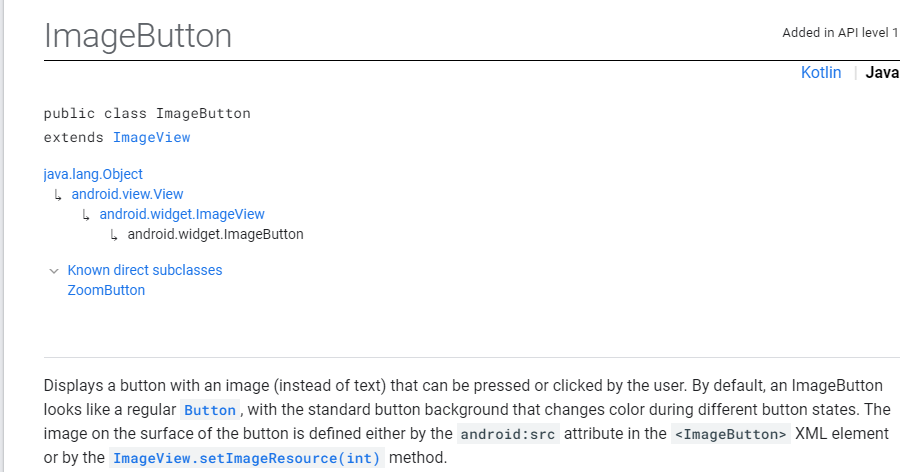 ImageButton
Added in API level 1
Kotlin | Java
public class ImageButton
extends ImageView
java.lang.Object
↳ android.view.View
↳ android.widget.ImageView
↳ android.widget.ImageButton
Known direct subclasses
ZoomButton
Displays a button with an image (instead of text) that can be pressed or clicked by the user. By default, an ImageButton
looks like a regular Button, with the standard button background that changes color during different button states. The
image on the surface of the button is defined either by the android:src attribute in the <ImageButton> XML element
or by the ImageView.setImageResource(int) method.